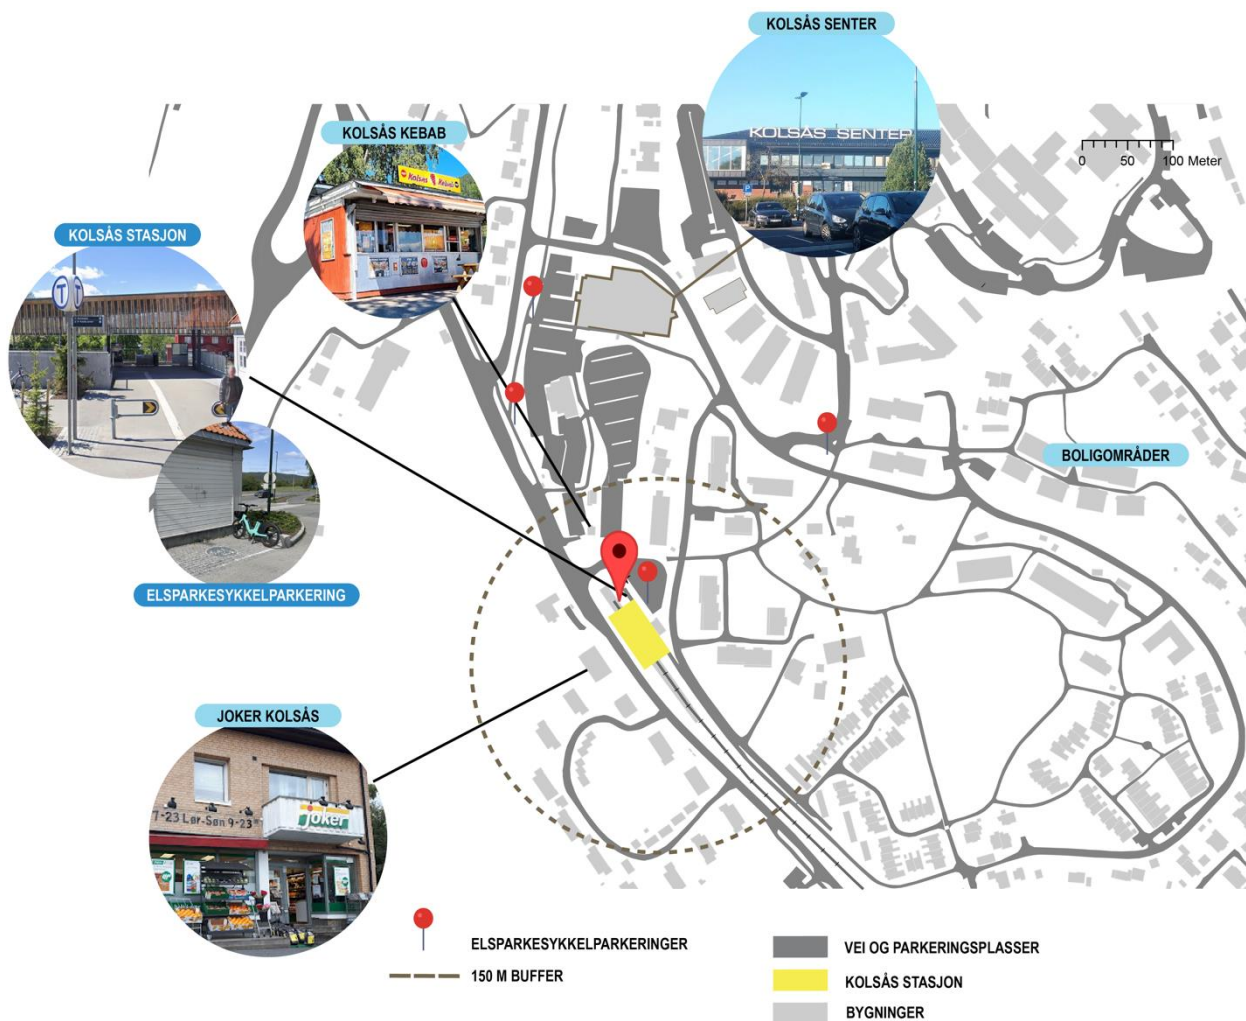 KOLSÅS SENTER
KOLSÅS SENTER
KOLSÅS KEBAB
Kolsås Kebab
0 50 100 Meter
KOLSÅS STASJON
T
P
BOLIGOMRÅDER
ELSPARKESYKKELPARKERING
JOKER KOLSÅS
7-23 Lør-Søn 9-23
joker
ELSPARKESYKKELPARKERINGER
150 M BUFFER
VEI OG PARKERINGSPLASSER
KOLSÅS STASJON
BYGNINGER